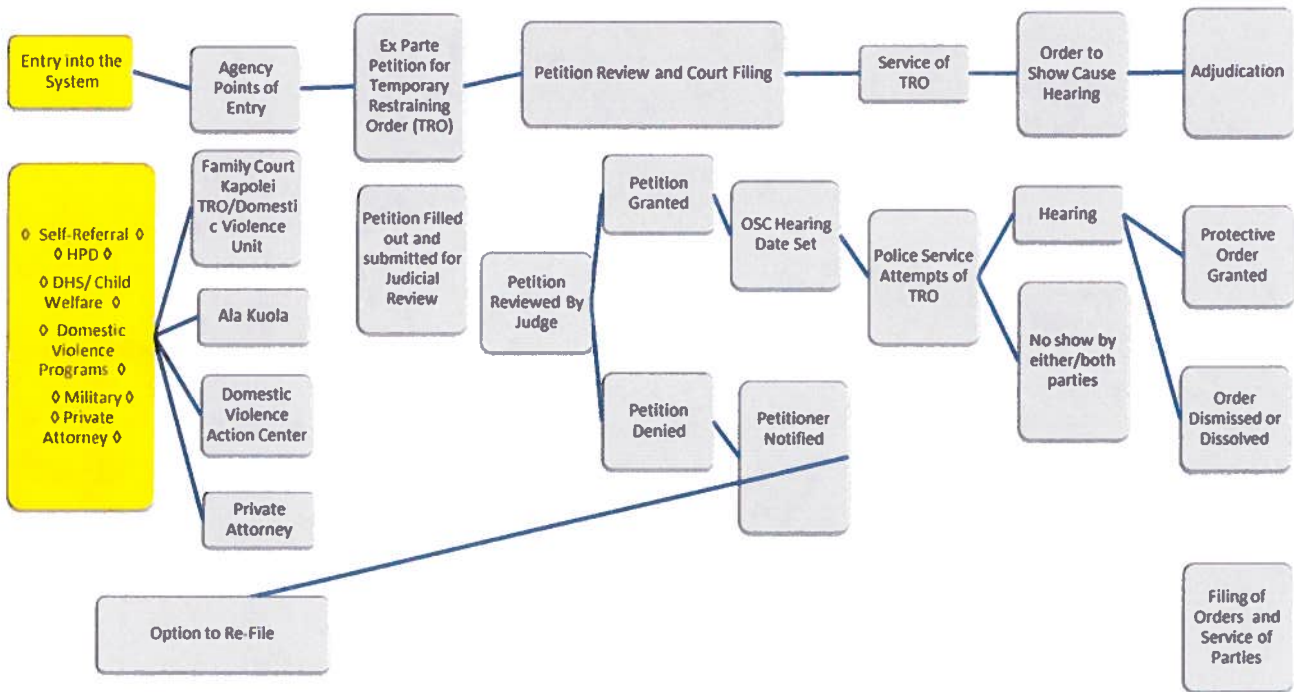 Entry into the
System
Agency
Points of
Entry
Ex Parte
Petition for
Temporary
Restraining
Order (TRO)
Petition Review and Court Filing
Service of
TRO
Order to
Show Cause
Hearing
Adjudication
◊ Self-Referral ◊
◊ HPD ◊
◊ DHS/ Child
Welfare ◊
◊ Domestic
Violence
Programs ◊
◊ Military ◊
◊ Private
Attorney ◊
Family Court
Kapolei
TRO/Domesti
c Violence
Unit
Ala Kuola
Domestic
Violence
Action Center
Private
Attorney
Petition Filled
out and
submitted for
Judicial
Review
Petition
Reviewed By
Judge
Petition
Granted
Petition
Denied
OSC Hearing
Date Set
Petitioner
Notified
Police Service
Attempts of
TRO
Hearing
No show by
either/both
parties
Protective
Order
Granted
Order
Dismissed or
Dissolved
Option to Re-File
Filing of
Orders and
Service of
Parties